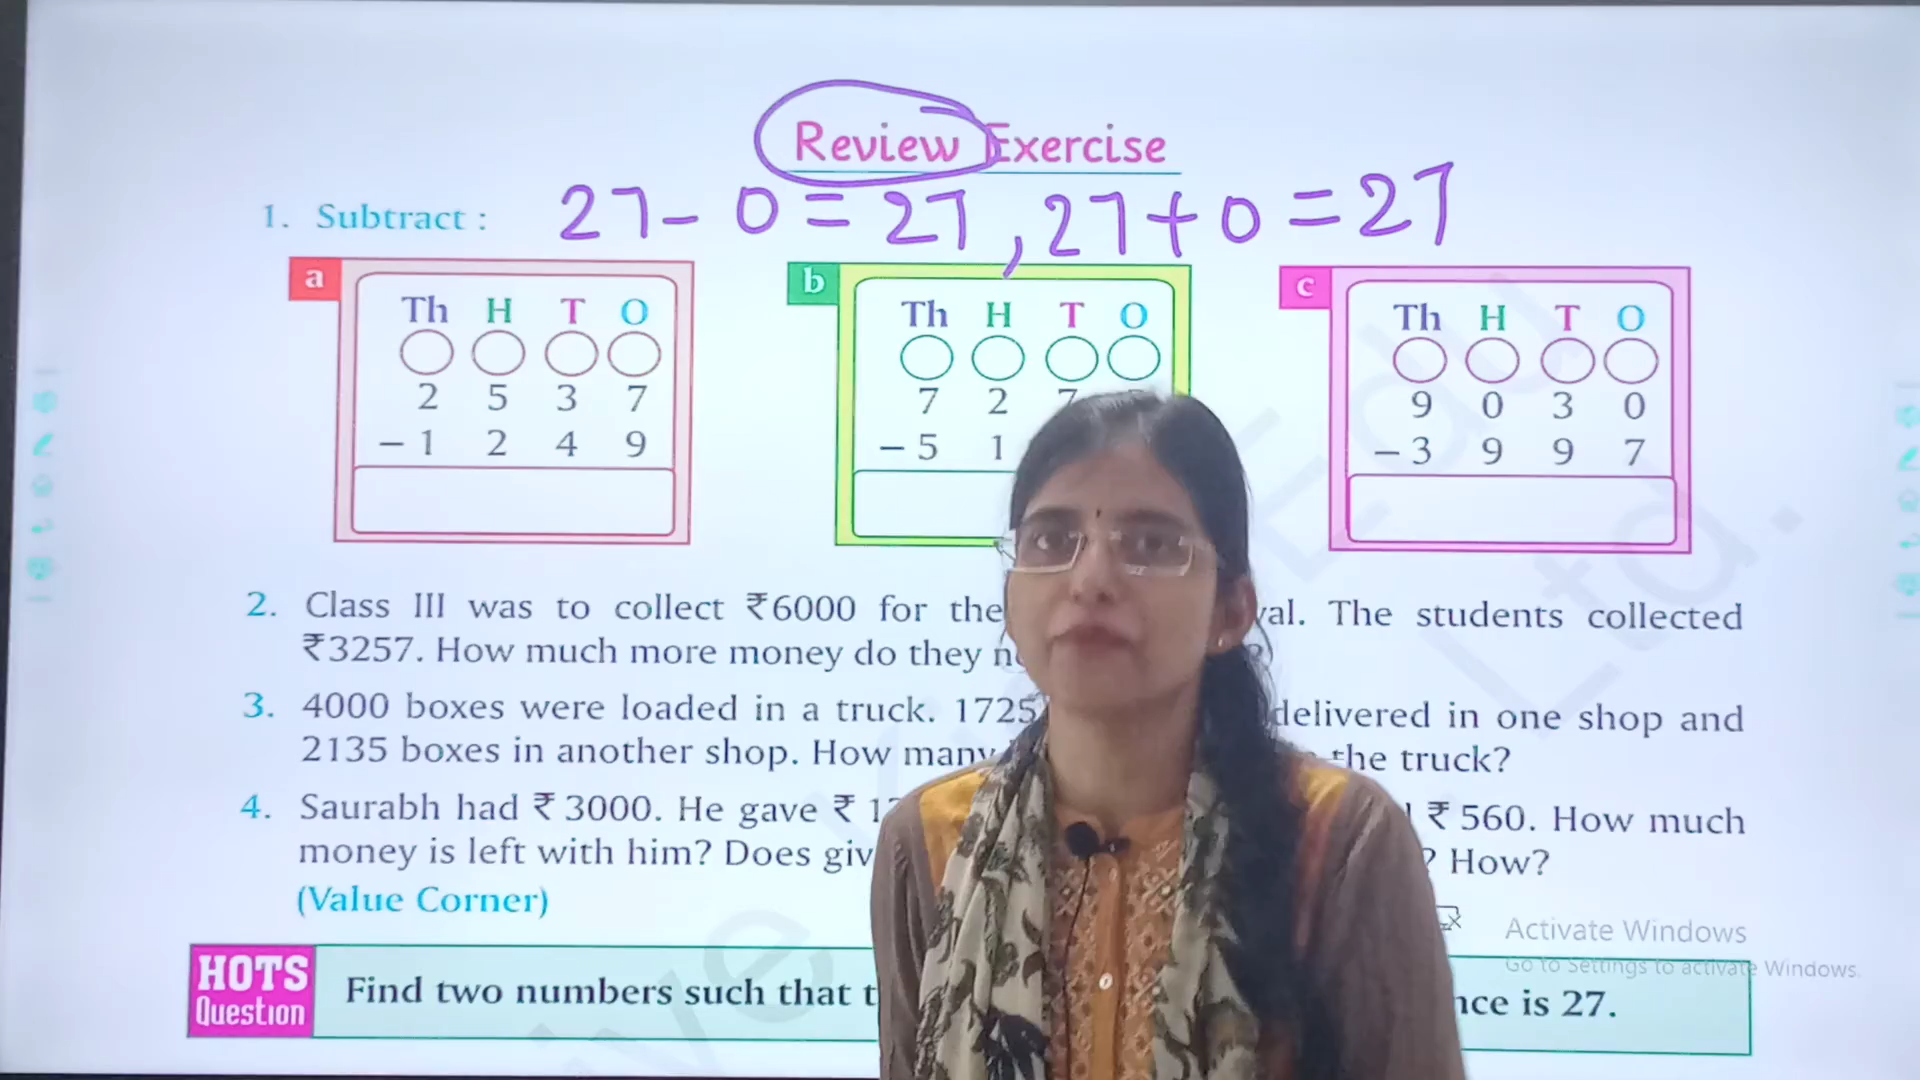 Review Exercise
1. Subtract : 27 - 0 = 27 , 27 + 0 = 27
a b c
Th H T O Th H T O Th H T O
2 5 3 7 7 2 7 9 0 3 0
- 1 2 4 9 - 5 1 - 3 9 9 7
2. Class III was to collect ₹6000 for the The students collected
₹3257. How much more money do they
3. 4000 boxes were loaded in a truck. 1725 delivered in one shop and
2135 boxes in another shop. How many the truck?
4. Saurabh had ₹ 3000. He gave ₹ ₹ 560. How much
money is left with him? Does How?
(Value Corner)
Activate Windows
Go to Settings to activate Windows.
HOTS
Question
Find two numbers such that is 27.